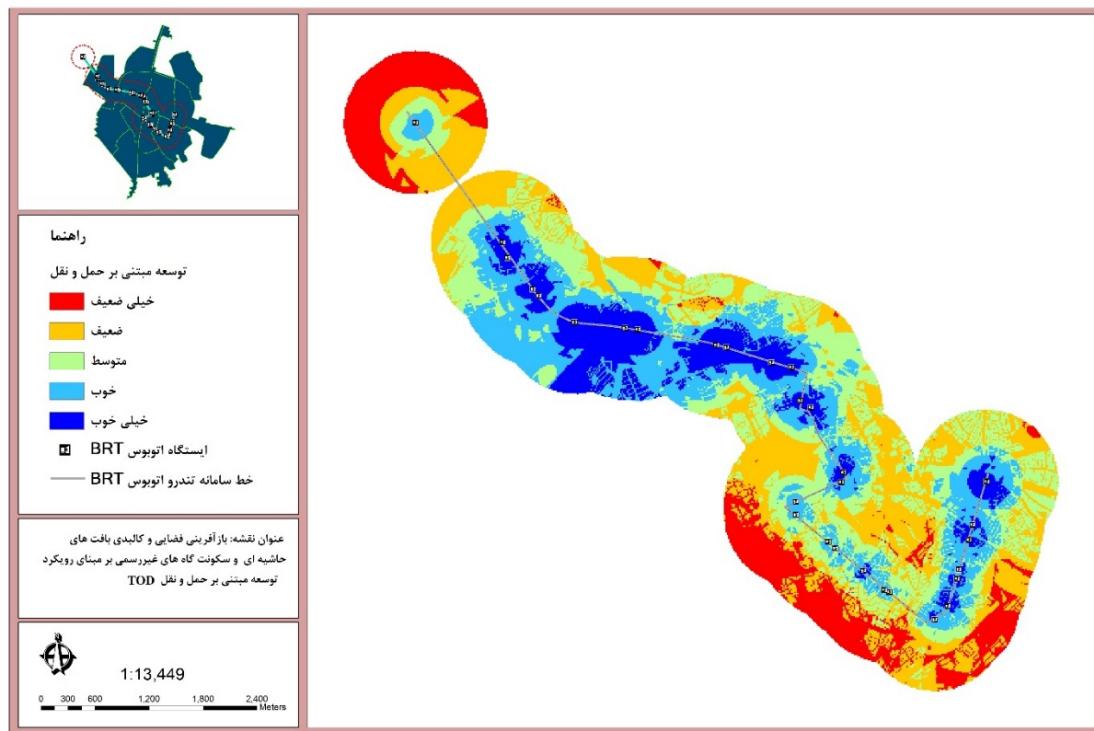 راهنما
توسعه مبتنی بر حمل و نقل
خیلی ضعیف
ضعیف
متوسط
خوب
خیلی خوب
ایستگاه اتوبوس BRT
خط سامانه تندرو اتوبوس BRT
عنوان نقشه: بازآفرینی فضایی و کالبدی بافت های
حاشیه ای و سکونت گاه های غیررسمی بر مبنای رویکرد
توسعه مبتنی بر حمل و نقل TOD
1:13,449
0 300 600 1,200 1,800 2,400
Meters